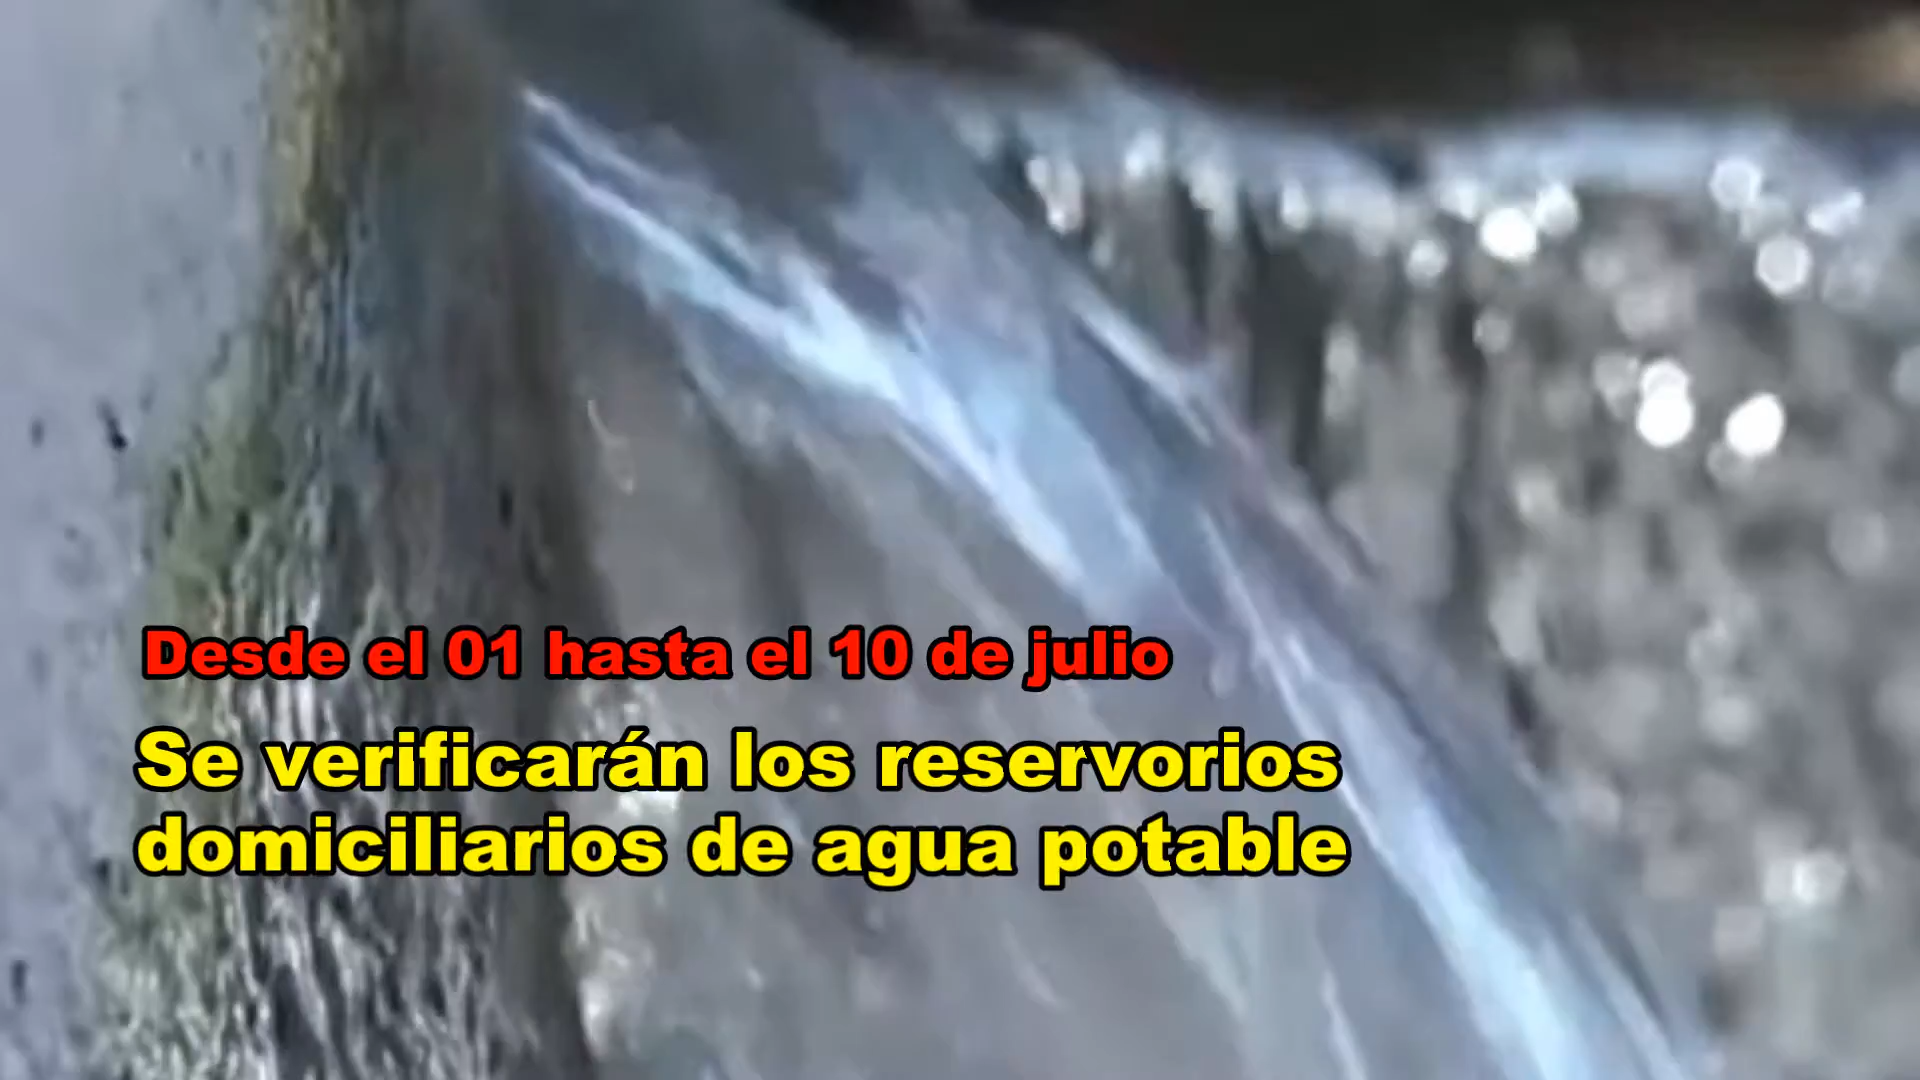 Desde el 01 hasta el 10 de julio
Se verificarán los reservorios
domiciliarios de agua potable